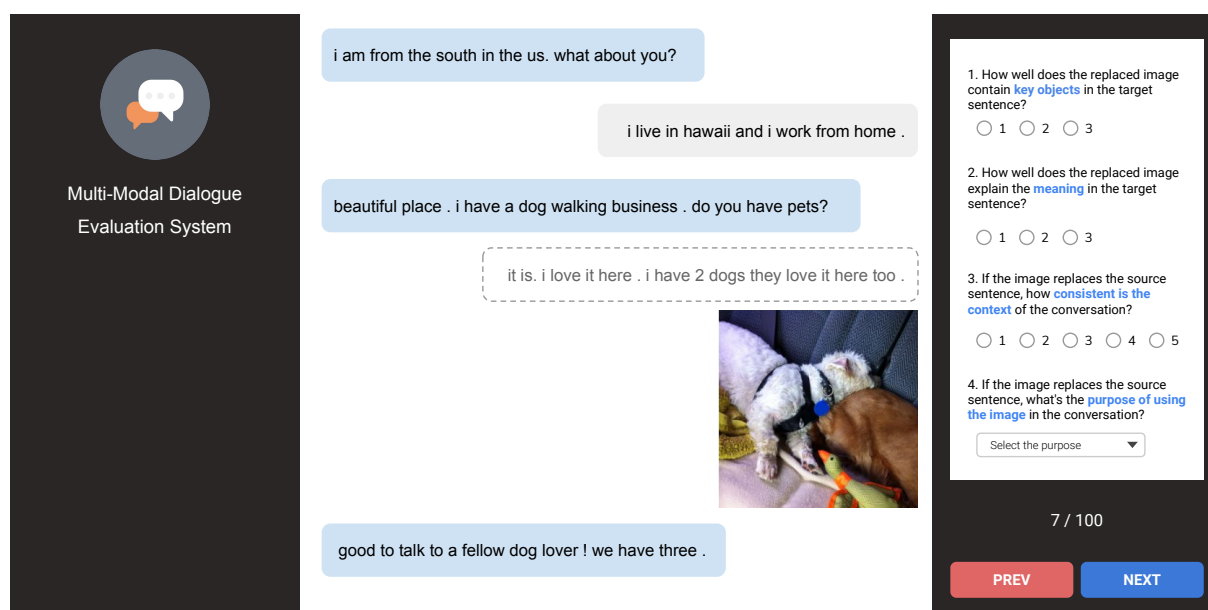 Multi-Modal Dialogue
Evaluation System
i am from the south in the us. what about you?
i live in hawaii and i work from home .
beautiful place . i have a dog walking business . do you have pets?
it is. i love it here . i have 2 dogs they love it here too .
good to talk to a fellow dog lover ! we have three .
1. How well does the replaced image
contain key objects in the target
sentence?
1 2 3
2. How well does the replaced image
explain the meaning in the target
sentence?
1 2 3
3. If the image replaces the source
sentence, how consistent is the
context of the conversation?
1 2 3 4 5
4. If the image replaces the source
sentence, what's the purpose of using
the image in the conversation?
Select the purpose
7 / 100
PREV NEXT